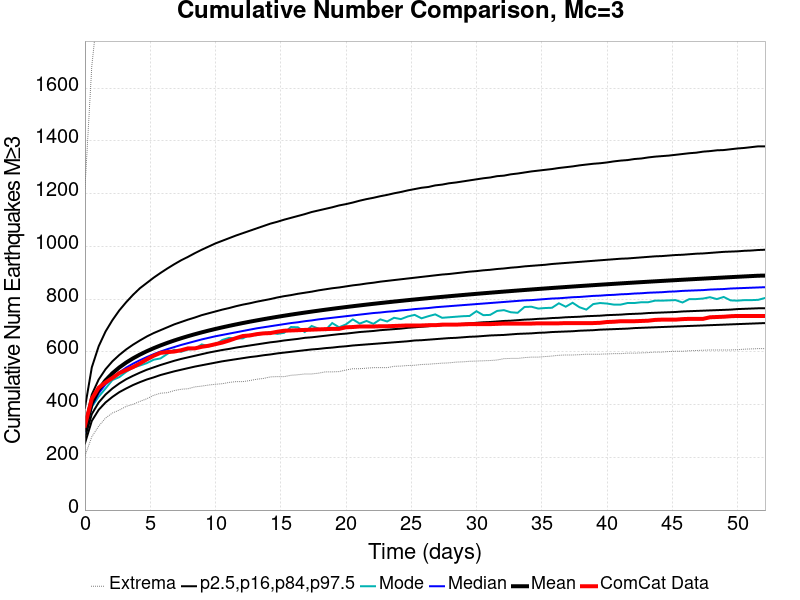 Cumulative Number Comparison, Mc=3
Cumulative Num Earthquakes M≥3
1600
1400
1200
1000
800
600
400
200
0
0 5 10 15 20 25 30 35 40 45 50
Time (days)
Extrema p2.5,p16,p84,p97.5 Mode Median Mean ComCat Data